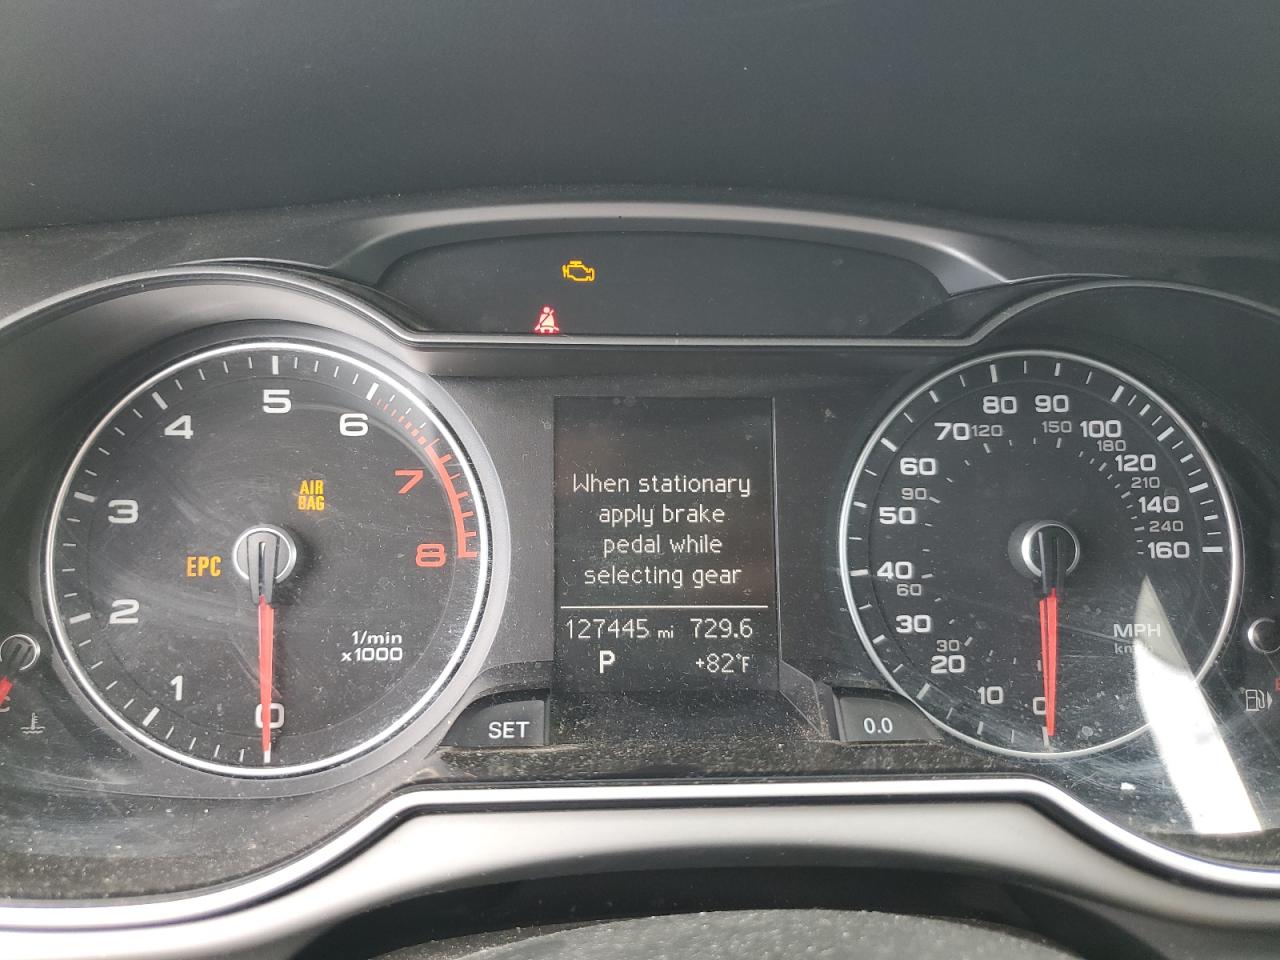 5
4
6
7
3
AIR
BAG
EPC
8
2
1/min
x1000
1
0
SET
When stationary
apply brake
pedal while
selecting gear
127445 mi 729.6
P +82°F
0.0
80 90
70 120 150 100
180
60 120
210
90 140
50 240
160
40
60
30 MPH
30
20
10
0